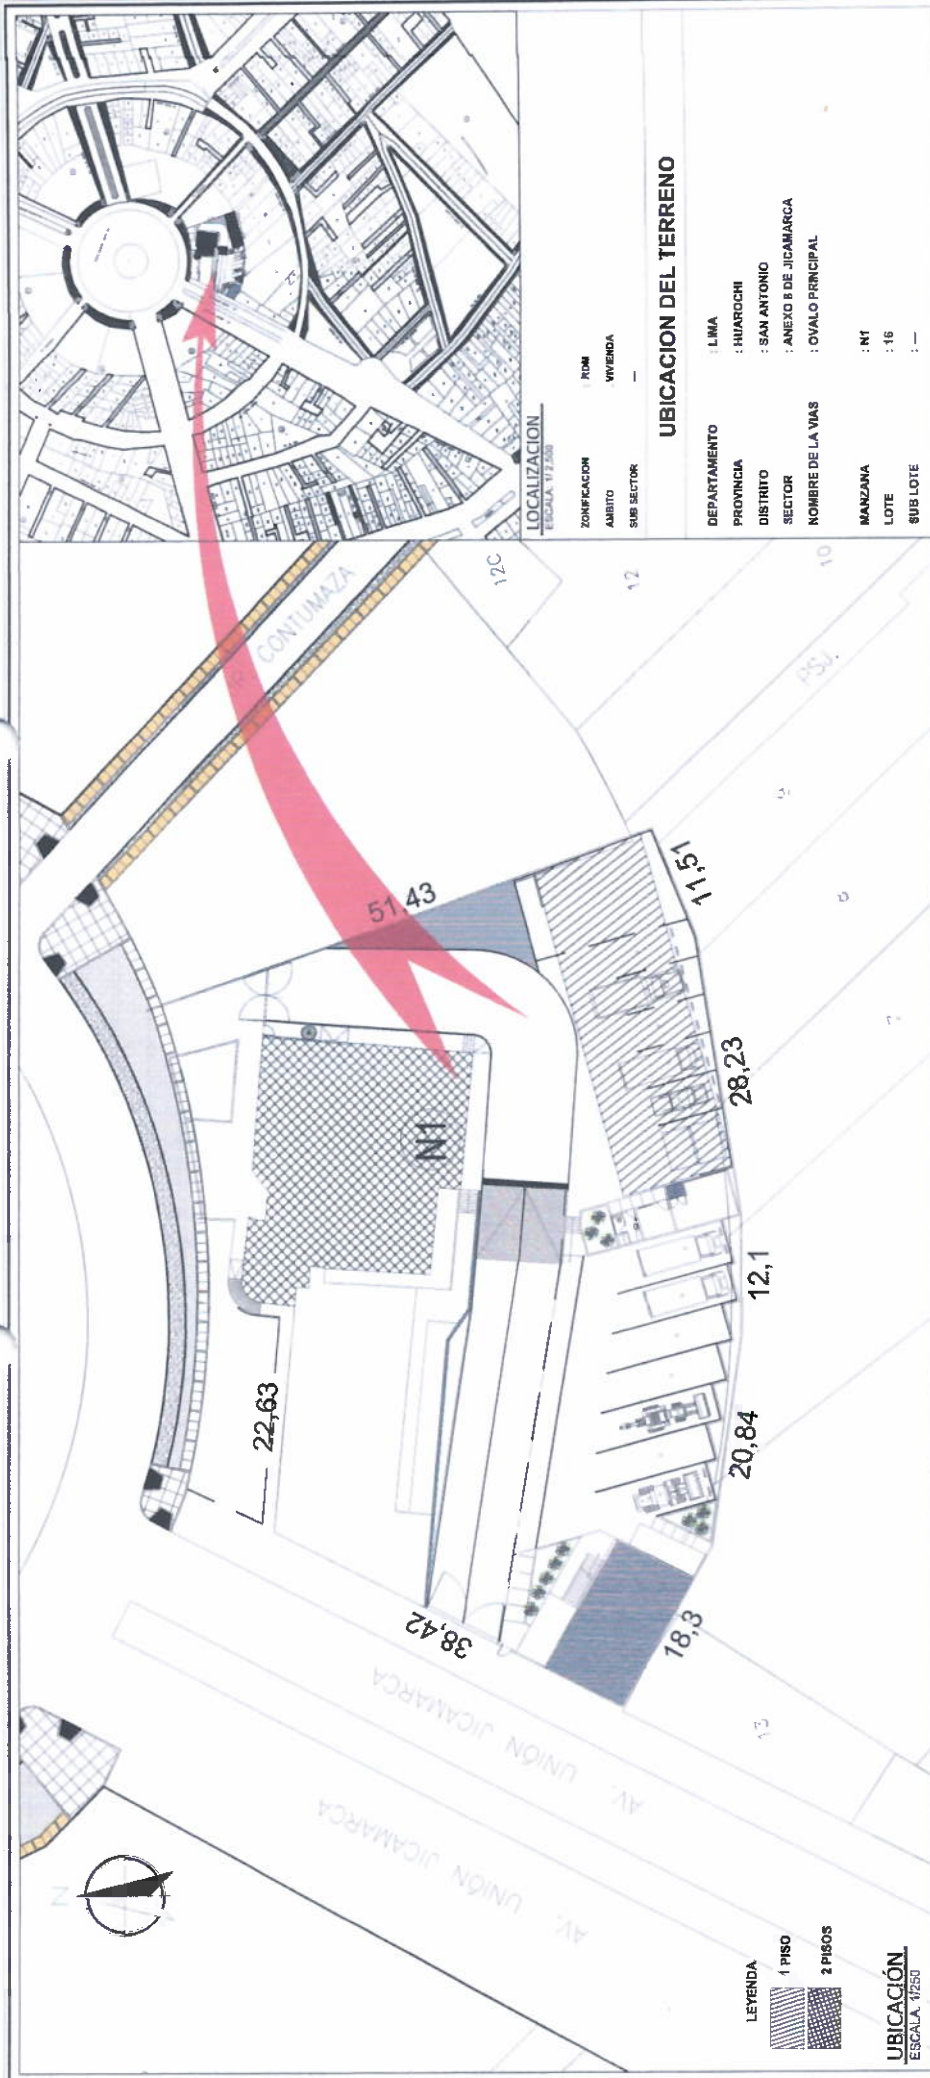 LOCALIZACION
ESCALA: 1/2500
ZONIFICACION : RDM
AMBITO VIVIENDA
SUB SECTOR —
UBICACION DEL TERRENO
DEPARTAMENTO : LIMA
PROVINCIA : HUAROCHI
DISTRITO : SAN ANTONIO
SECTOR : ANEXO 8 DE JICAMARCA
NOMBRE DE LA VIAS : OVALO PRINCIPAL
MANZANA : N1
LOTE : 16
SUB LOTE : —
CONTUMAZA
12C
12
10
PSJ.
51,43
11,51
28,23
12,1
20,84
18,3
38,42
22,63
N1
8
7
13
AV. UNIÓN JICAMARCA
AV. UNIÓN JICAMARCA
N
LEYENDA
1 PISO
2 PISOS
UBICACIÓN
ESCALA. 1/250